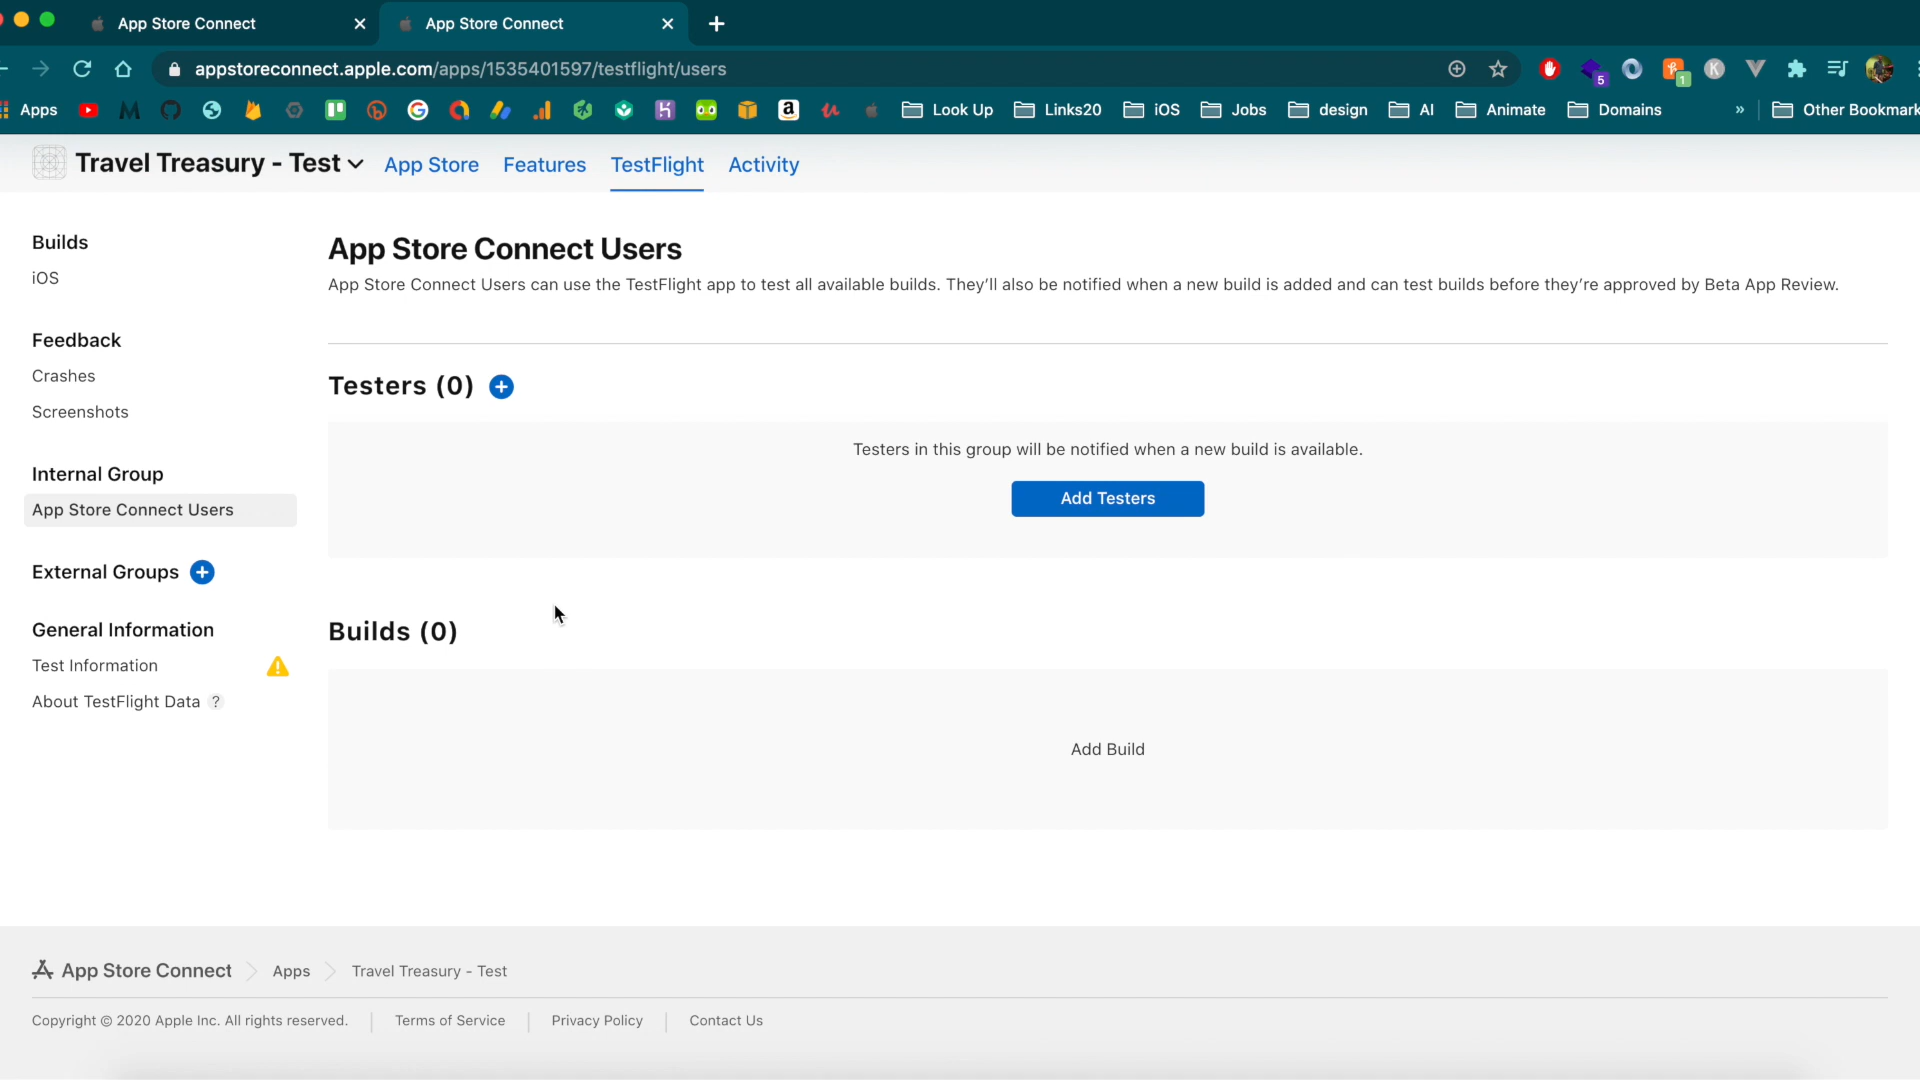 App Store Connect
App Store Connect
appstoreconnect.apple.com/apps/1535401597/testflight/users
5
1
K
Apps
Look Up
Links20
iOS
Jobs
design
AI
Animate
Domains
»
Other Bookmark
Travel Treasury - Test
App Store
Features
TestFlight
Activity
Builds
iOS
Feedback
Crashes
Screenshots
Internal Group
App Store Connect Users
External Groups
General Information
Test Information
About TestFlight Data ?
App Store Connect Users
App Store Connect Users can use the TestFlight app to test all available builds. They’ll also be notified when a new build is added and can test builds before they’re approved by Beta App Review.
Testers (0)
Testers in this group will be notified when a new build is available.
Add Testers
Builds (0)
Add Build
App Store Connect
Apps
Travel Treasury - Test
Copyright © 2020 Apple Inc. All rights reserved.
Terms of Service
Privacy Policy
Contact Us